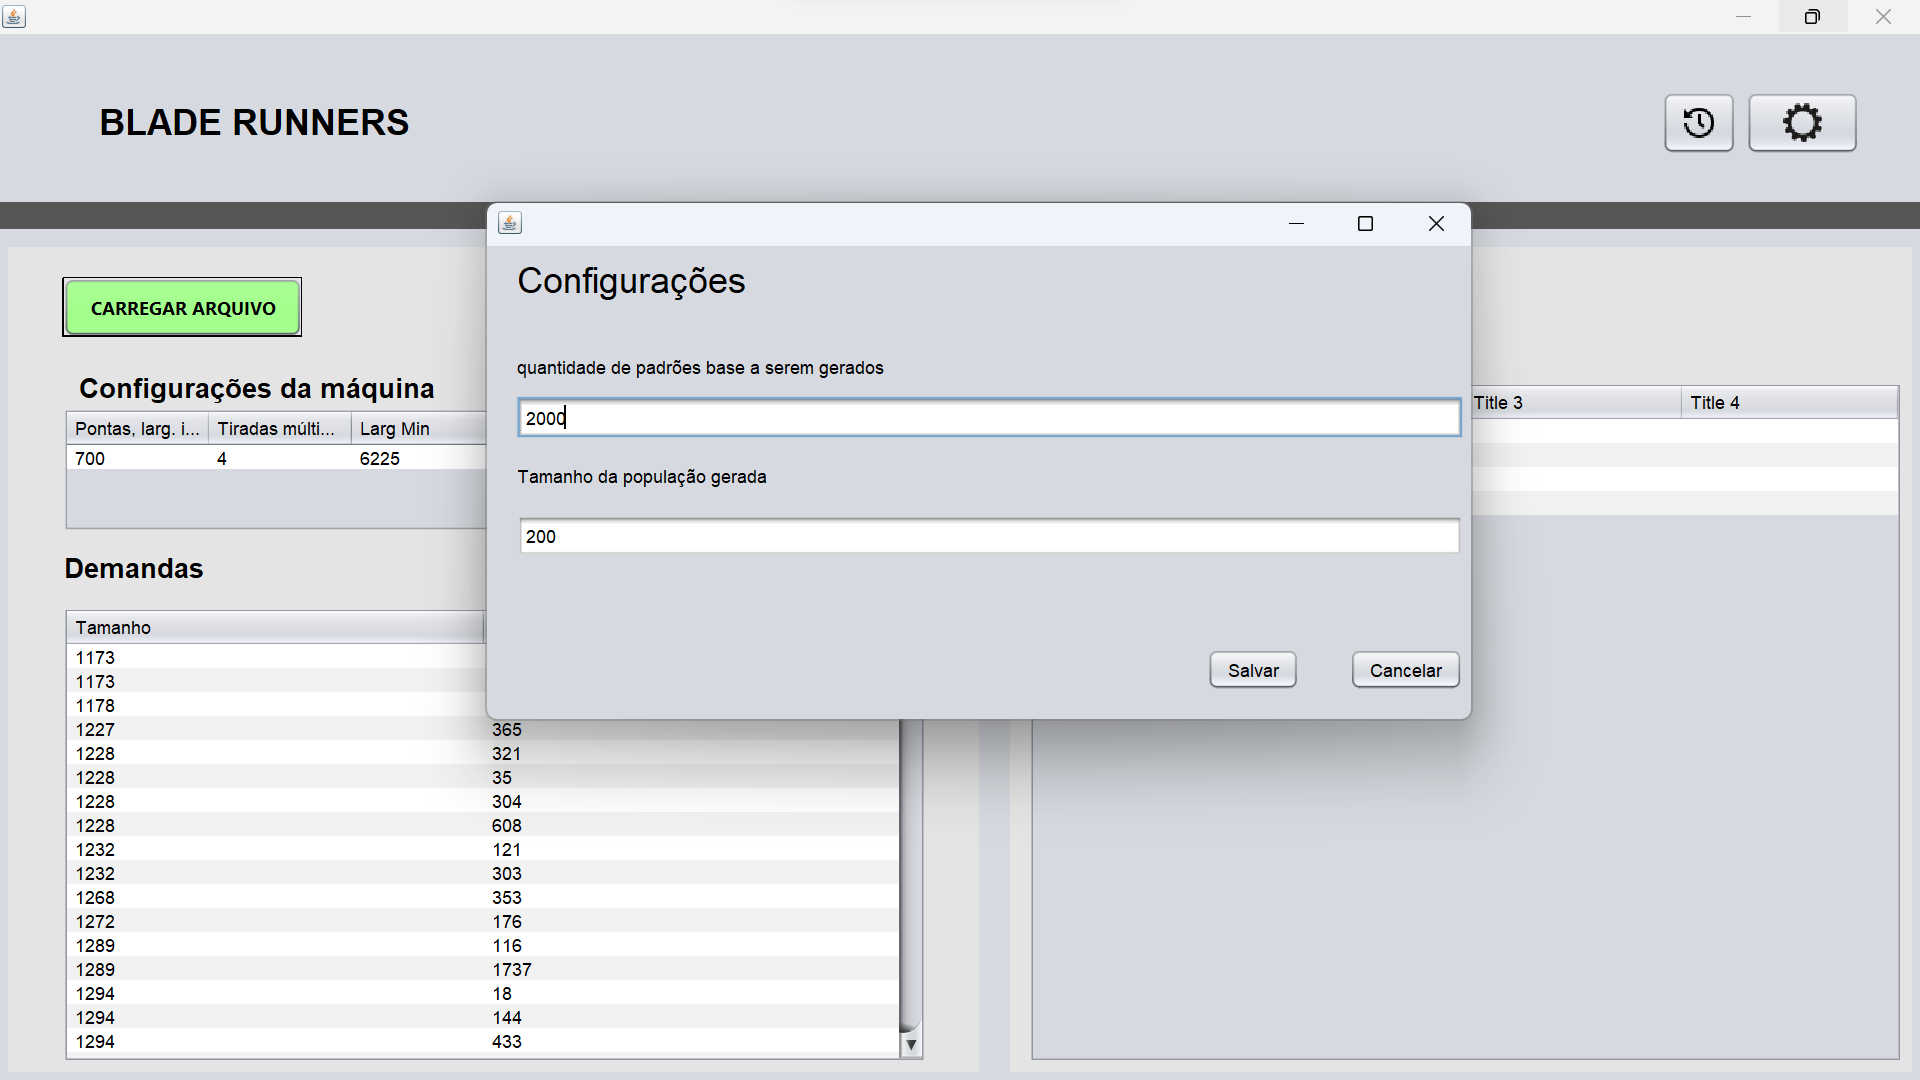 BLADE RUNNERS
CARREGAR ARQUIVO
Configurações da máquina
Pontas, larg. i... Tiradas múlti... Larg Min
700 4 6225
Demandas
Tamanho
1173
1173
1178
1227 365
1228 321
1228 35
1228 304
1228 608
1232 121
1232 303
1268 353
1272 176
1289 116
1289 1737
1294 18
1294 144
1294 433
Configurações
quantidade de padrões base a serem gerados
2000
Tamanho da população gerada
200
Salvar Cancelar
Title 3 Title 4